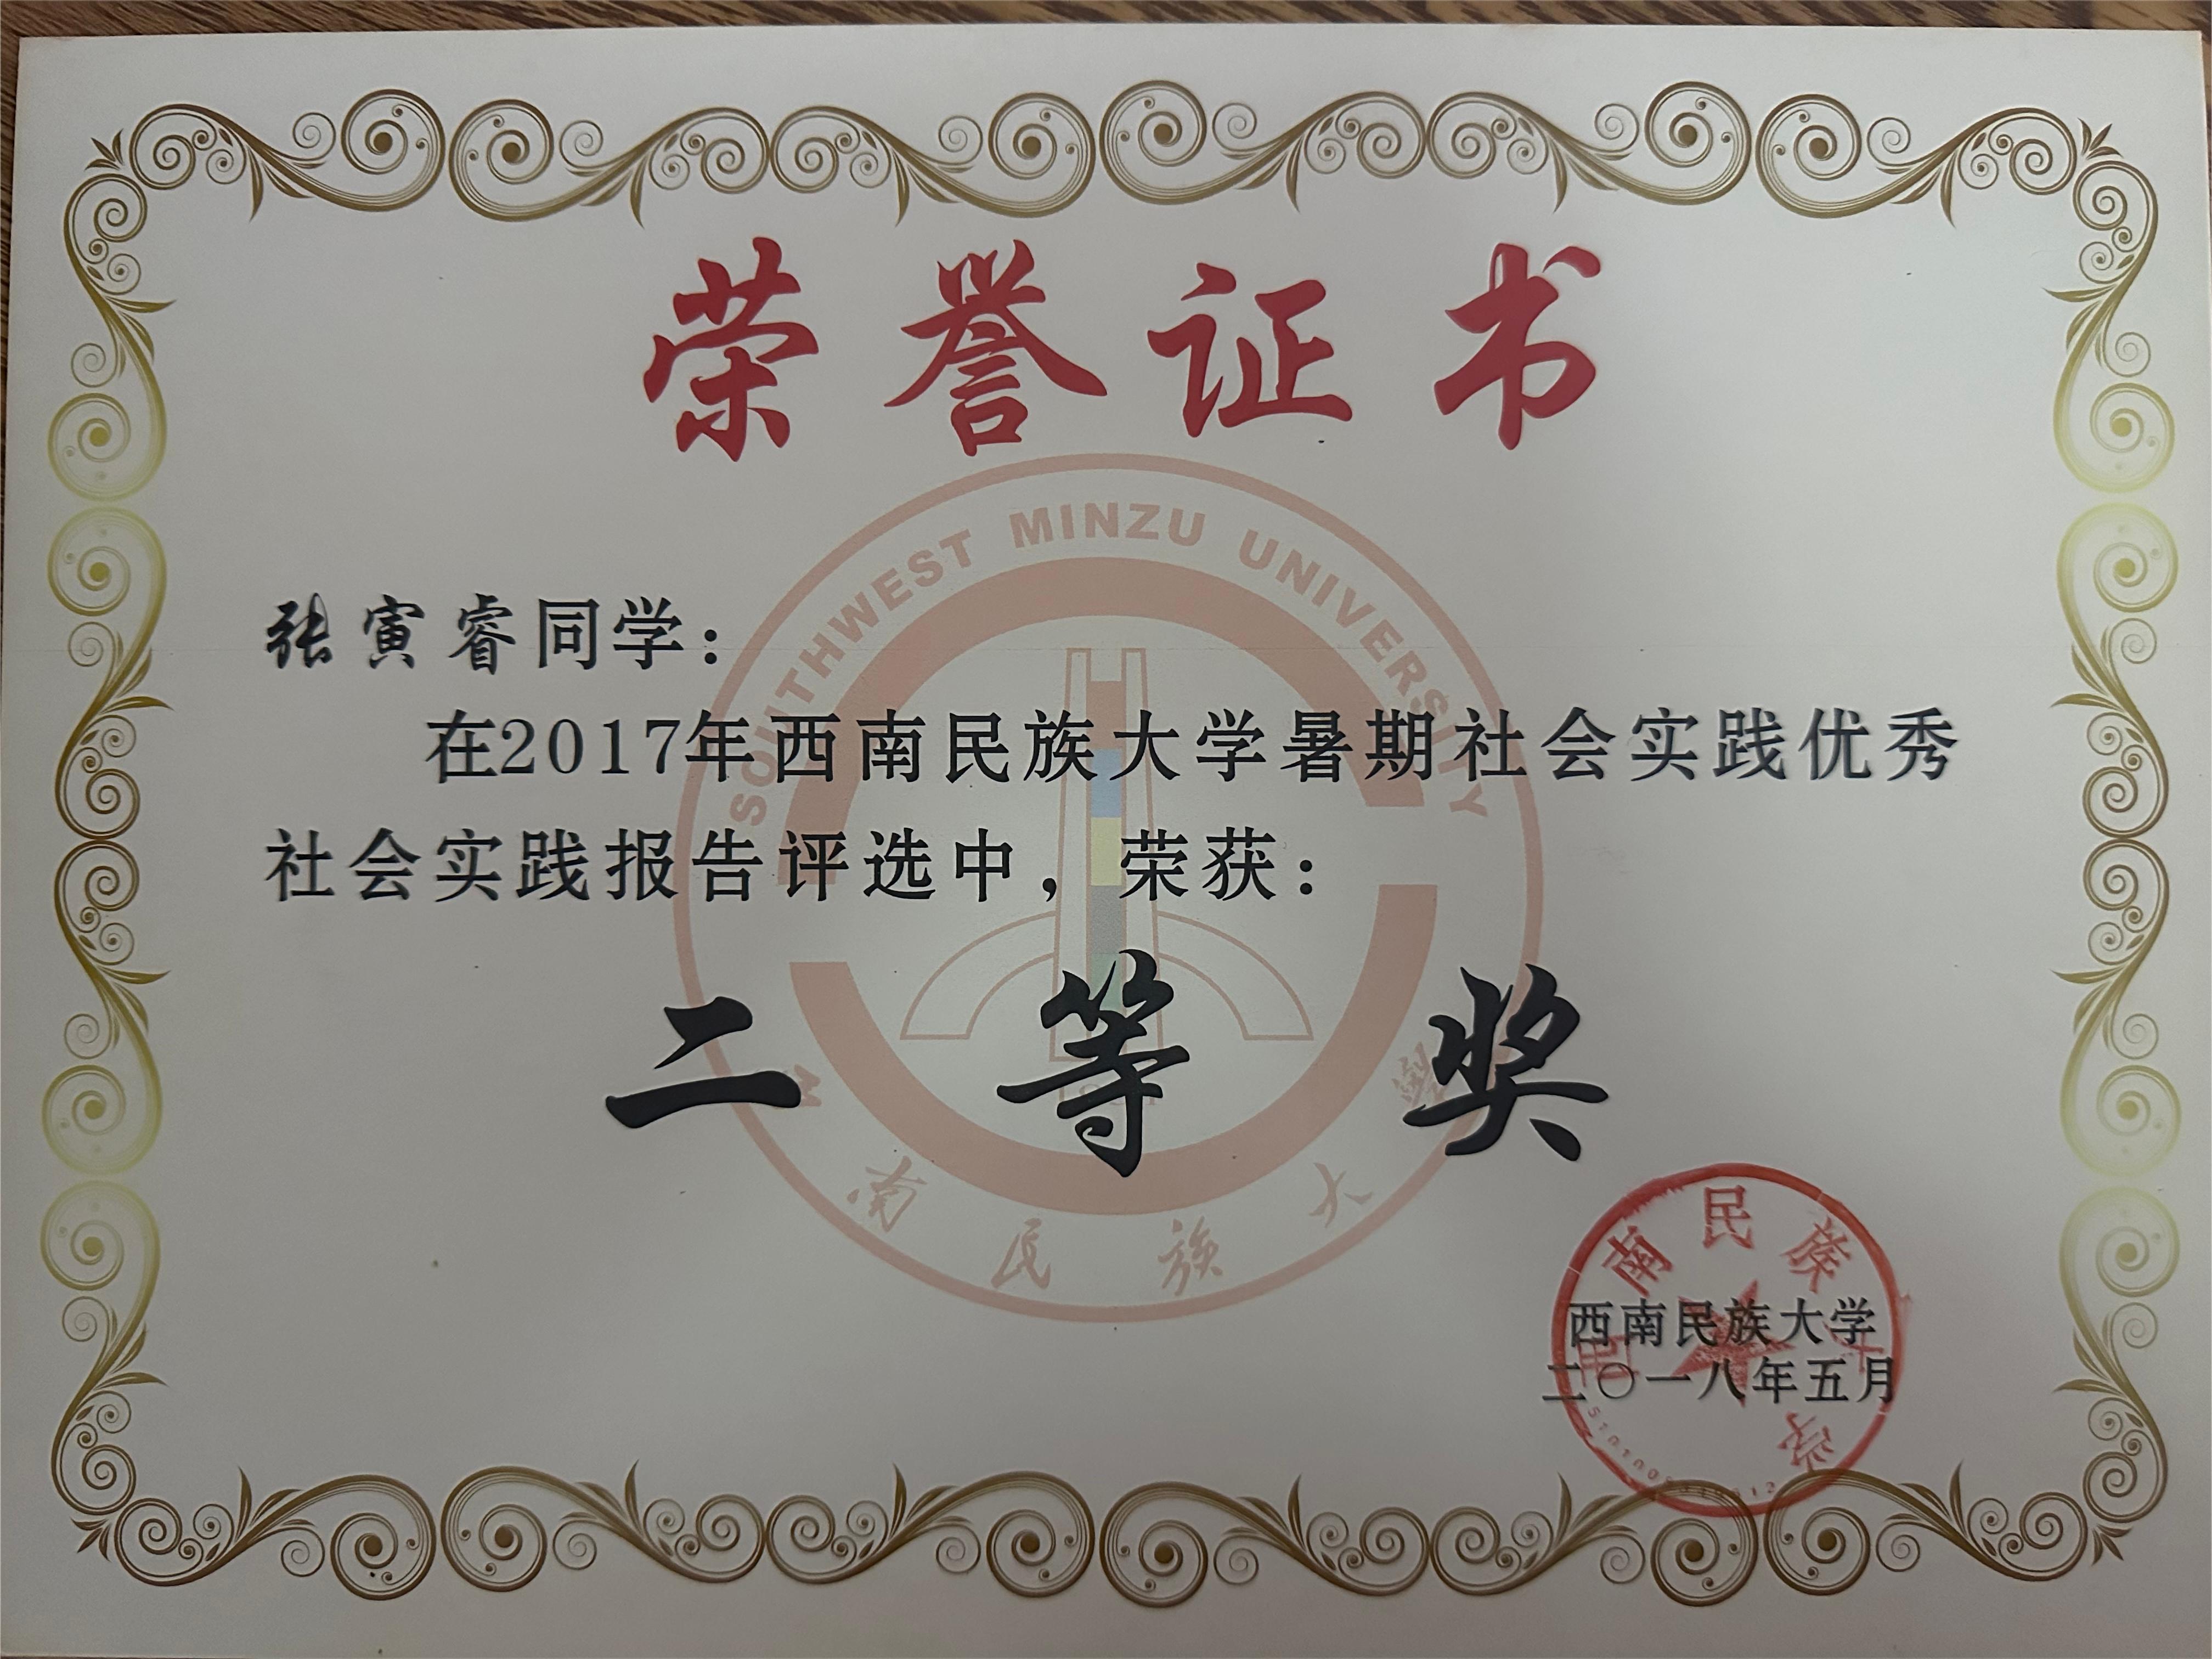 荣誉证书
SOUTHWEST MINZU UNIVERSITY
张寅睿同学：
在2017年西南民族大学暑期社会实践优秀
社会实践报告评选中，荣获：
二等奖
南民族大
西南民族大学
西南民族大学
二〇一八年五月